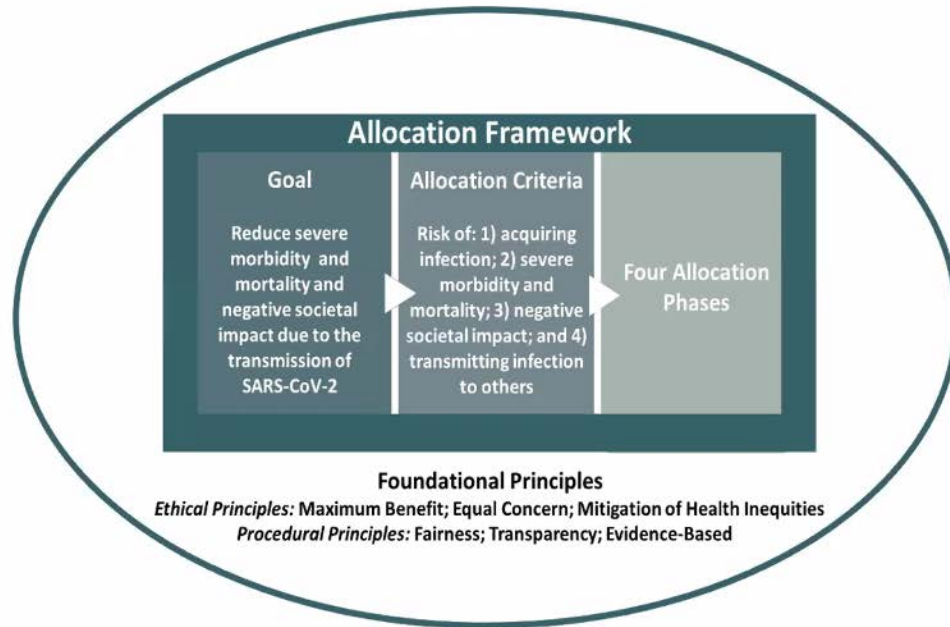 Allocation Framework
Goal
Reduce severe
morbidity and
mortality and
negative societal
impact due to the
transmission of
SARS-CoV-2
Allocation Criteria
Risk of: 1) acquiring
infection; 2) severe
morbidity and
mortality; 3) negative
societal impact; and 4)
transmitting infection
to others
Four Allocation
Phases
Foundational Principles
Ethical Principles: Maximum Benefit; Equal Concern; Mitigation of Health Inequities
Procedural Principles: Fairness; Transparency; Evidence-Based